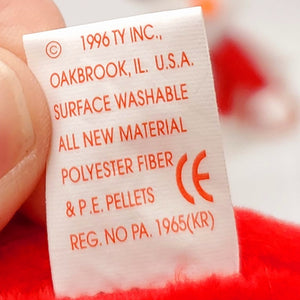 © 1996 TY INC.,
OAKBROOK, IL. U.S.A.
SURFACE WASHABLE
ALL NEW MATERIAL
POLYESTER FIBER
& P.E. PELLETS CE
REG. NO PA. 1965(KR)